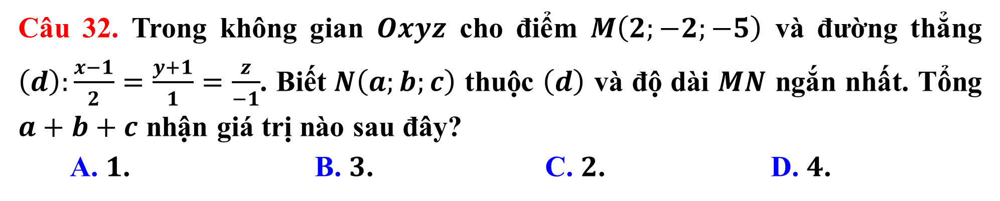 Câu 32. Trong không gian Oxyz cho điểm M(2; −2; −5) và đường thẳng
(d): \frac{x−1}{2} = \frac{y+1}{1} = \frac{z}{−1}. Biết N(a; b; c) thuộc (d) và độ dài MN ngắn nhất. Tổng
a + b + c nhận giá trị nào sau đây?
A. 1. B. 3. C. 2. D. 4.